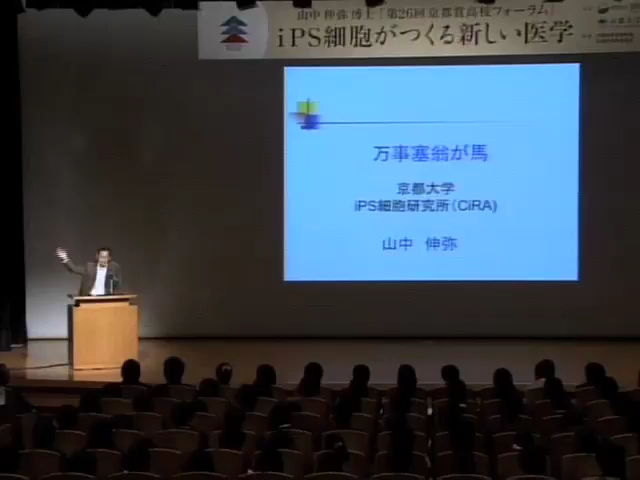 山中 伸弥 博士「第26回 京都賞高校フォーラム」
iPS細胞がつくる新しい医学
万事塞翁が馬
京都大学
iPS細胞研究所（CiRA)
山中　伸弥